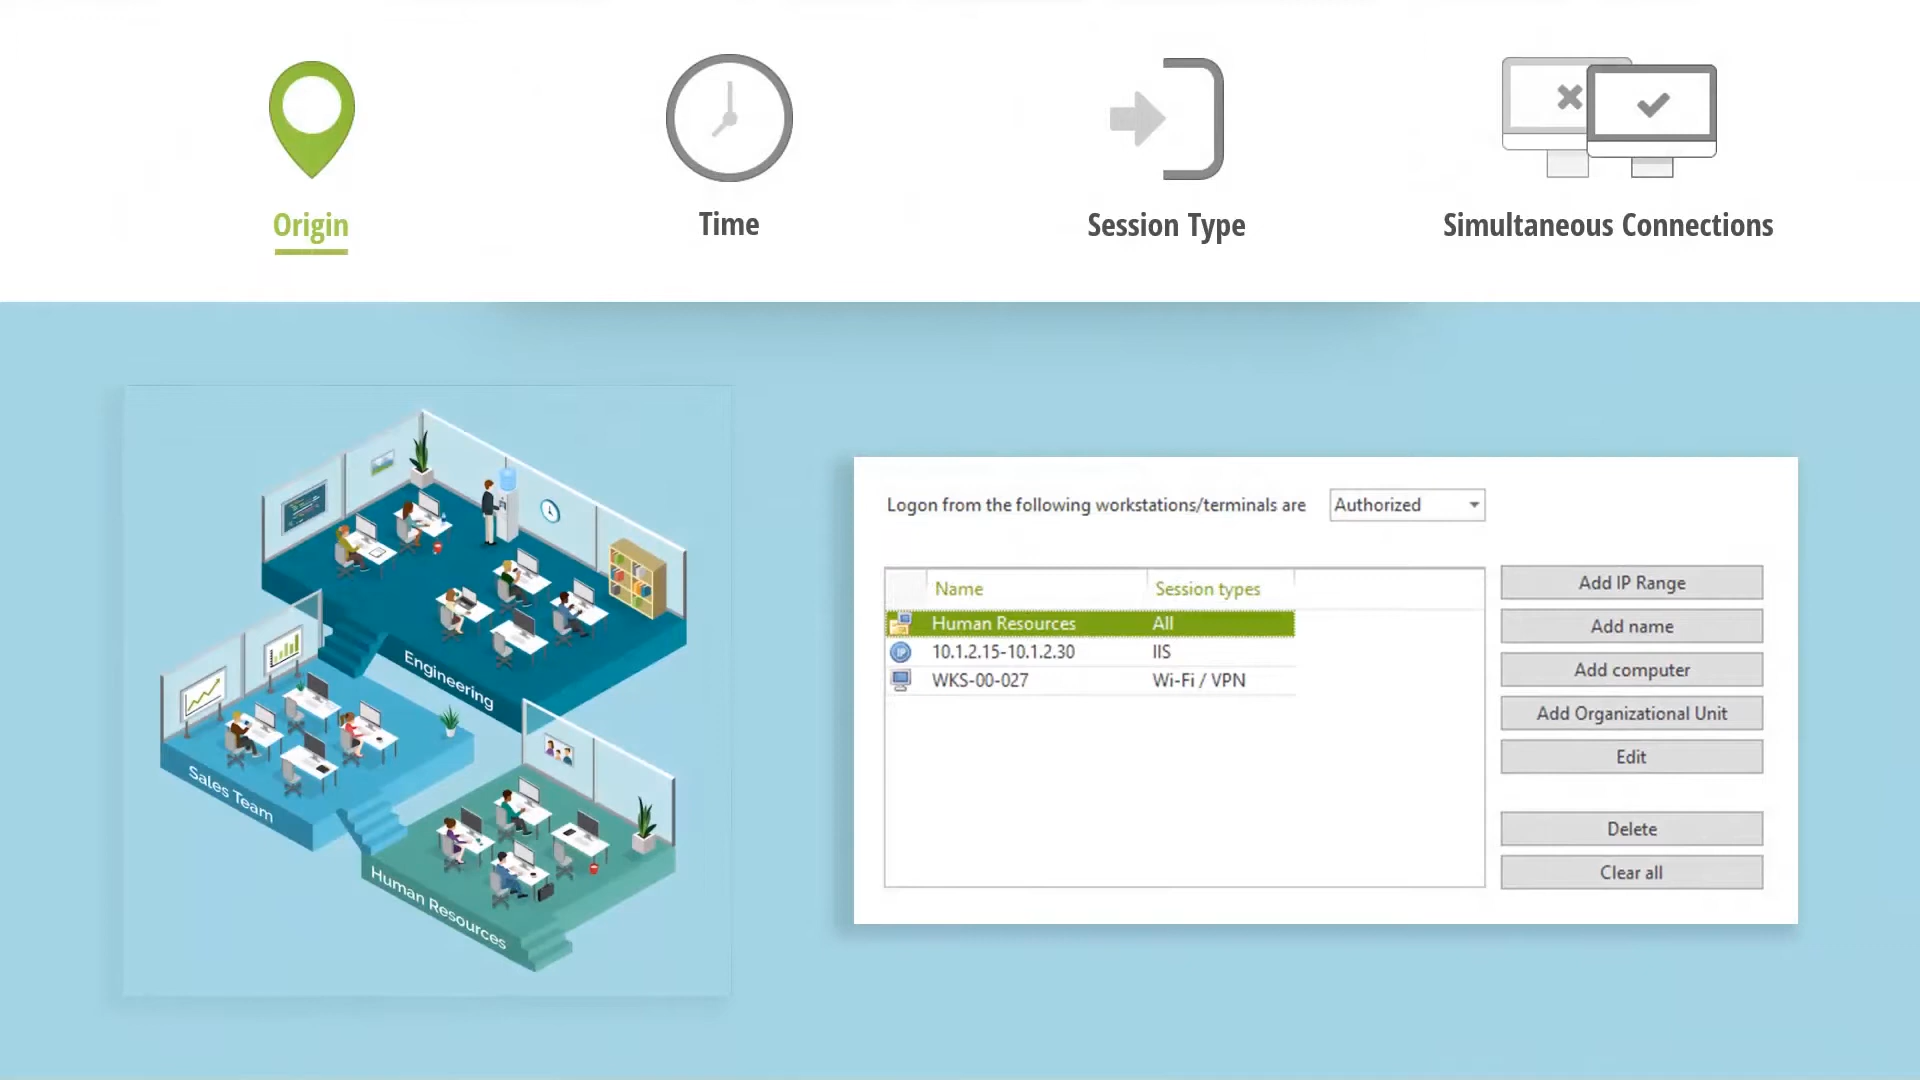 Origin
Time
Session Type
Simultaneous Connections
Engineering
Sales Team
Human Resources
Logon from the following workstations/terminals are
Authorized
Name
Session types
Human Resources
All
IP
10.1.2.15-10.1.2.30
IIS
WKS-00-027
Wi-Fi / VPN
Add IP Range
Add name
Add computer
Add Organizational Unit
Edit
Delete
Clear all